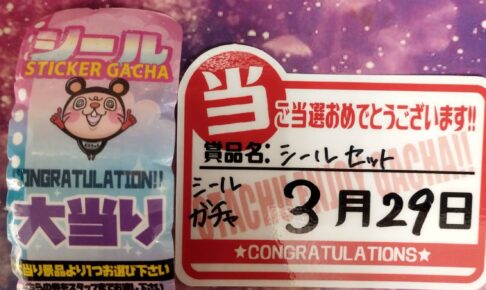 シール
STICKER GACHA
CONGRATULATION!!
大当り
大当り景品より1つお選び下さい
当
ご当選おめでとうございます!!
賞品名:シールセット
シール
ガチャ
3月29日
★CONGRATULATIONS★